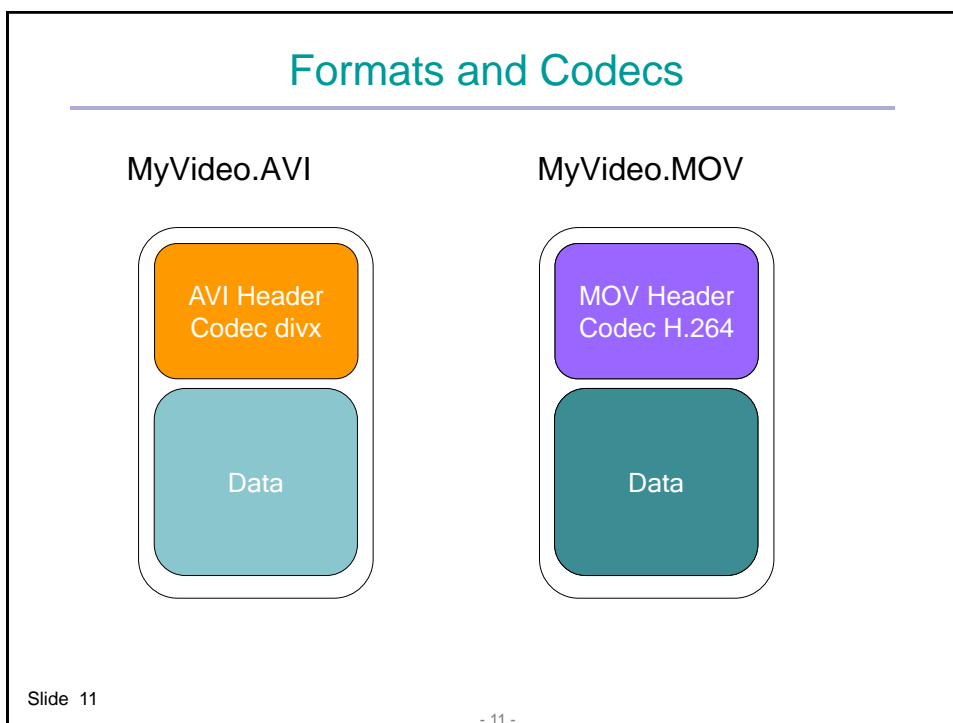 Formats and Codecs
MyVideo.AVI
MyVideo.MOV
AVI Header
Codec divx
MOV Header
Codec H.264
Data
Data
Slide 11
- 11 -